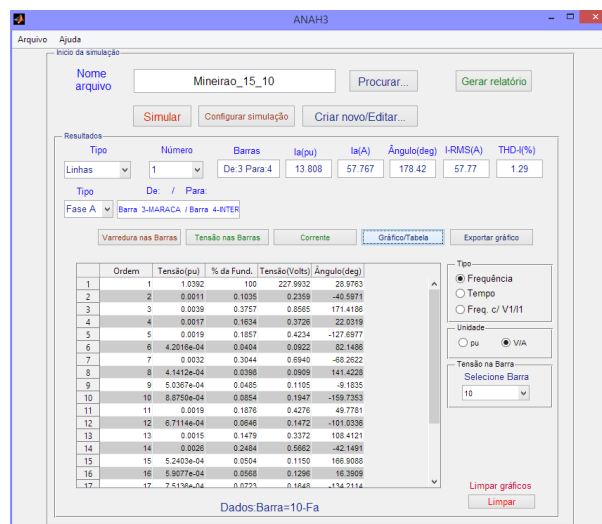 ANAH3
Arquivo Ajuda
Inicio da simulação
Nome arquivo Mineirao_15_10 Procurar... Gerar relatório
Simular Configurar simulação Criar novo/Editar...
Resultados
Tipo Número Barras Ia(pu) Ia(A) Ângulo(deg) I-RMS(A) THD-I(%)
Linhas 1 De:3 Para:4 13.808 57.767 178.42 57.77 1.29
Tipo De: / Para:
Fase A Barra 3-MARACA / Barra 4-INTER
Varredura nas Barras Tensão nas Barras Corrente Gráfico/Tabela Exportar gráfico
Ordem Tensão(pu) % da Fund. Tensão(Volts) Ângulo(deg)
1 1 1.0392 100 227.9932 28.9763
2 2 0.0011 0.1035 0.2359 -40.5971
3 3 0.0039 0.3757 0.8565 171.4186
4 4 0.0017 0.1634 0.3726 22.0319
5 5 0.0019 0.1857 0.4234 -127.6977
6 6 4.2016e-04 0.0404 0.0922 82.1486
7 7 0.0032 0.3044 0.6940 -68.2622
8 8 4.1412e-04 0.0398 0.0909 141.4228
9 9 5.0367e-04 0.0485 0.1105 -9.1835
10 10 8.8750e-04 0.0854 0.1947 -159.7353
11 11 0.0019 0.1876 0.4276 49.7781
12 12 6.7114e-04 0.0646 0.1472 -101.0336
13 13 0.0015 0.1479 0.3372 108.4121
14 14 0.0026 0.2484 0.5662 -42.1491
15 15 5.2403e-04 0.0504 0.1150 166.9088
16 16 5.9077e-04 0.0568 0.1296 16.3909
17 17 7.5136e-04 0.0723 0.1648 -134.2114
Tipo
Frequência
Tempo
Freq. c/ V1/I1
Unidade
pu V/A
Tensão na Barra
Selecione Barra
10
Limpar gráficos
Limpar
Dados:Barra=10-Fa